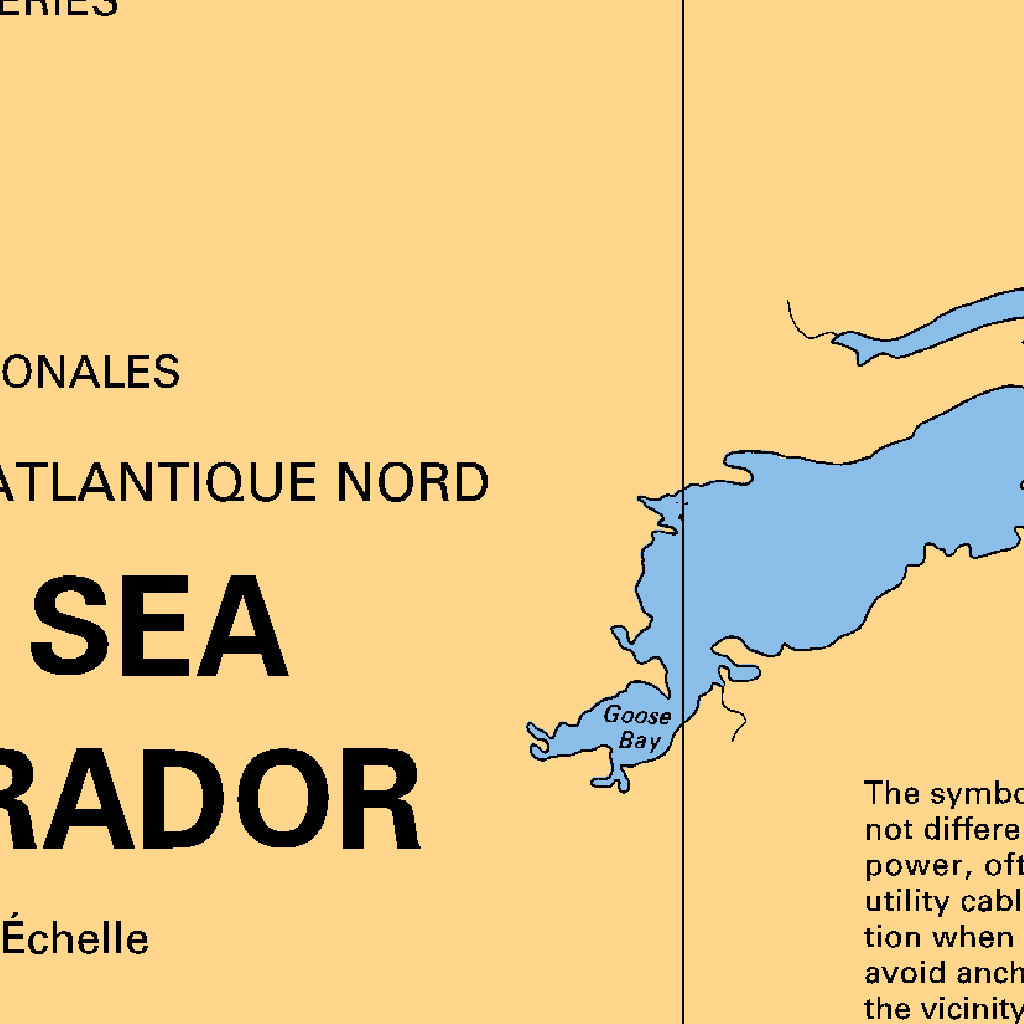 ERIES
ONALES
ATLANTIQUE NORD
SEA
RADOR
Échelle
Goose
Bay
The symbo
not differe
power, oft
utility cabl
tion when
avoid anch
the vicinity